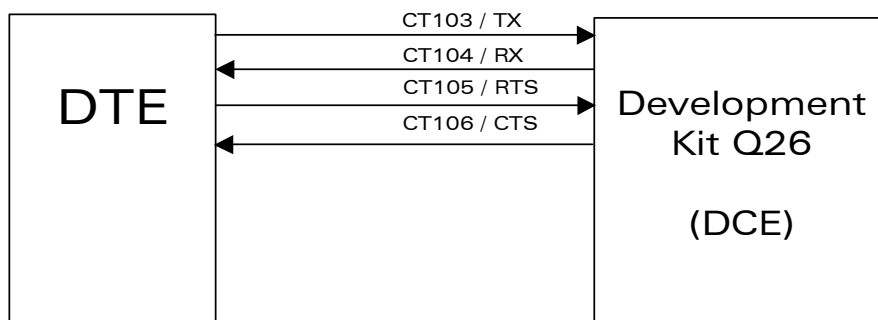 CT103 / TX
CT104 / RX
CT105 / RTS
CT106 / CTS
DTE
Development
Kit Q26
(DCE)